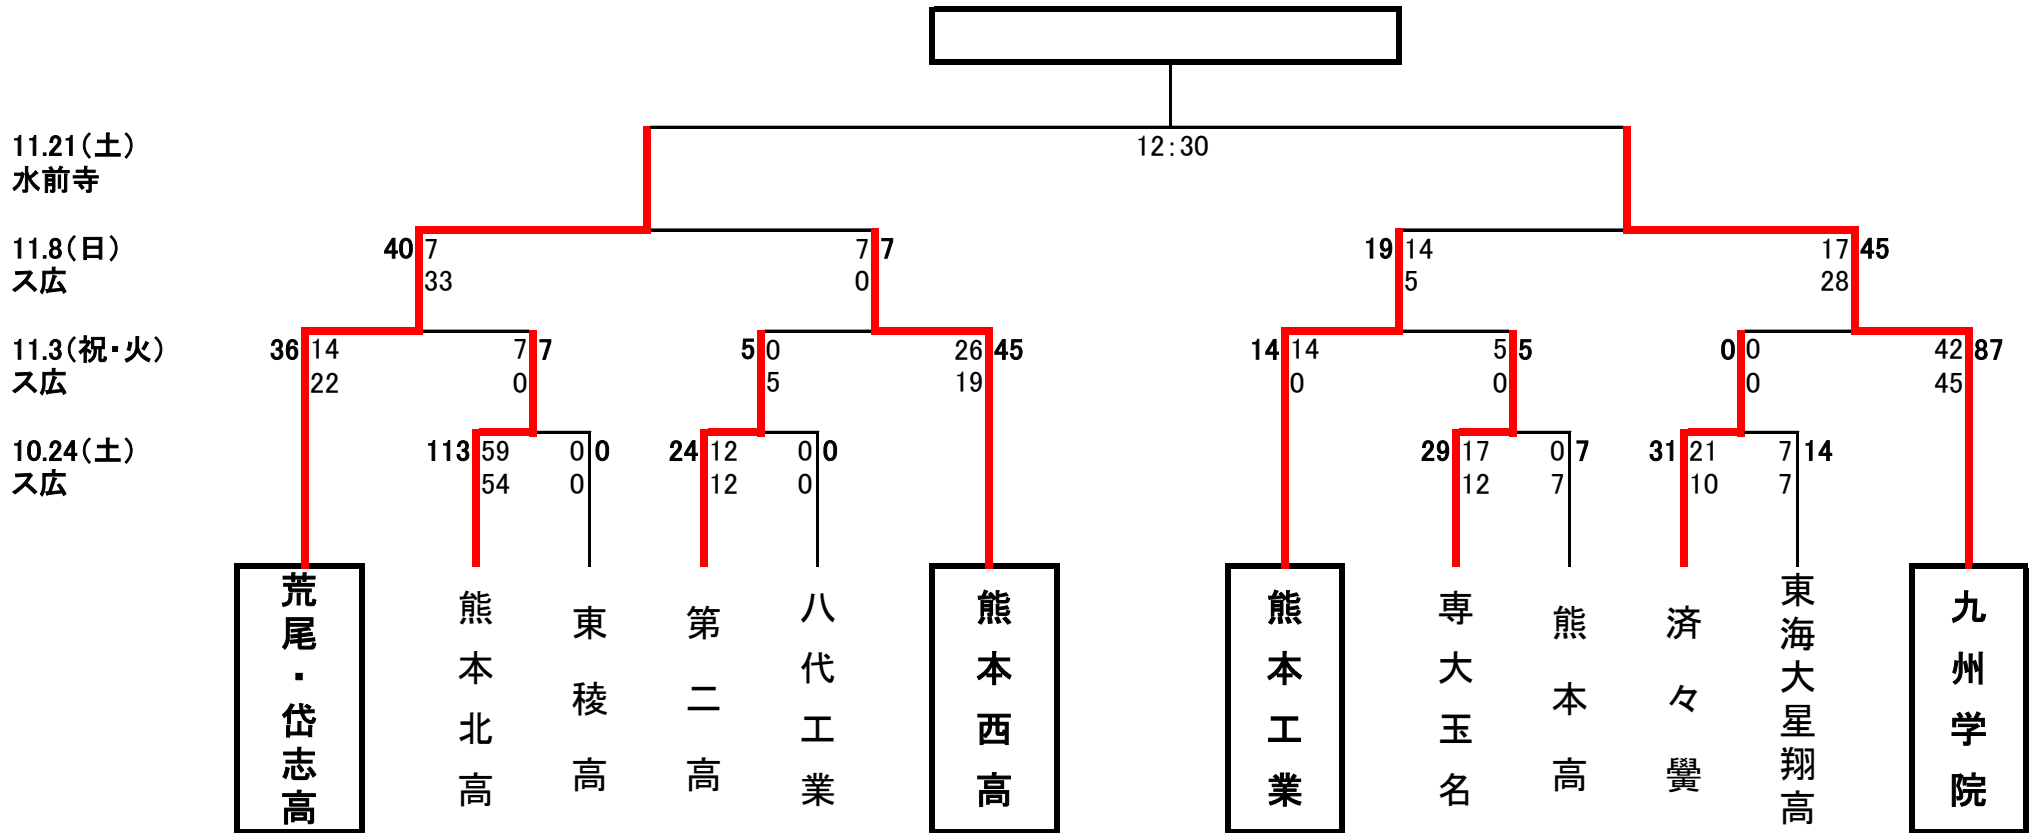 12:30
11.21(土)
水前寺
11.8(日)
ス広
40 7 7 7 19 14 17 45
33 0 5 28
11.3(祝・火)
ス広
36 14 7 7 5 0 26 45 14 14 5 5 0 0 42 87
22 0 5 19 0 0 0 45
10.24(土)
ス広
113 59 0 0 24 12 0 0 29 17 0 7 31 21 7 14
54 0 12 0 12 7 10 7
荒尾・岱志高
熊本北高
東稜高
第二高
八代工業
熊本西高
熊本工業
専大玉名
熊本高
済々黌
東海大星翔高
九州学院